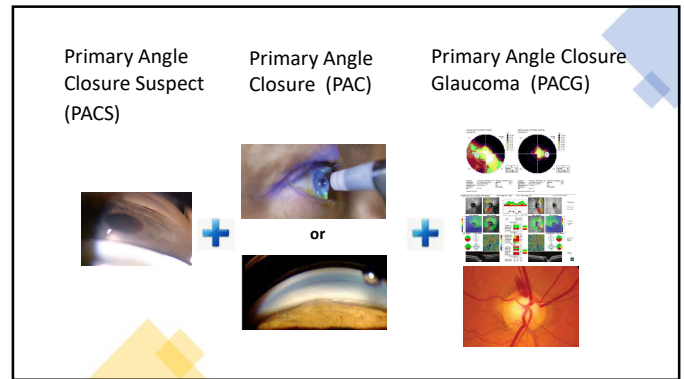 Primary Angle
Closure Suspect
(PACS)
Primary Angle
Closure (PAC)
Primary Angle Closure
Glaucoma (PACG)
or